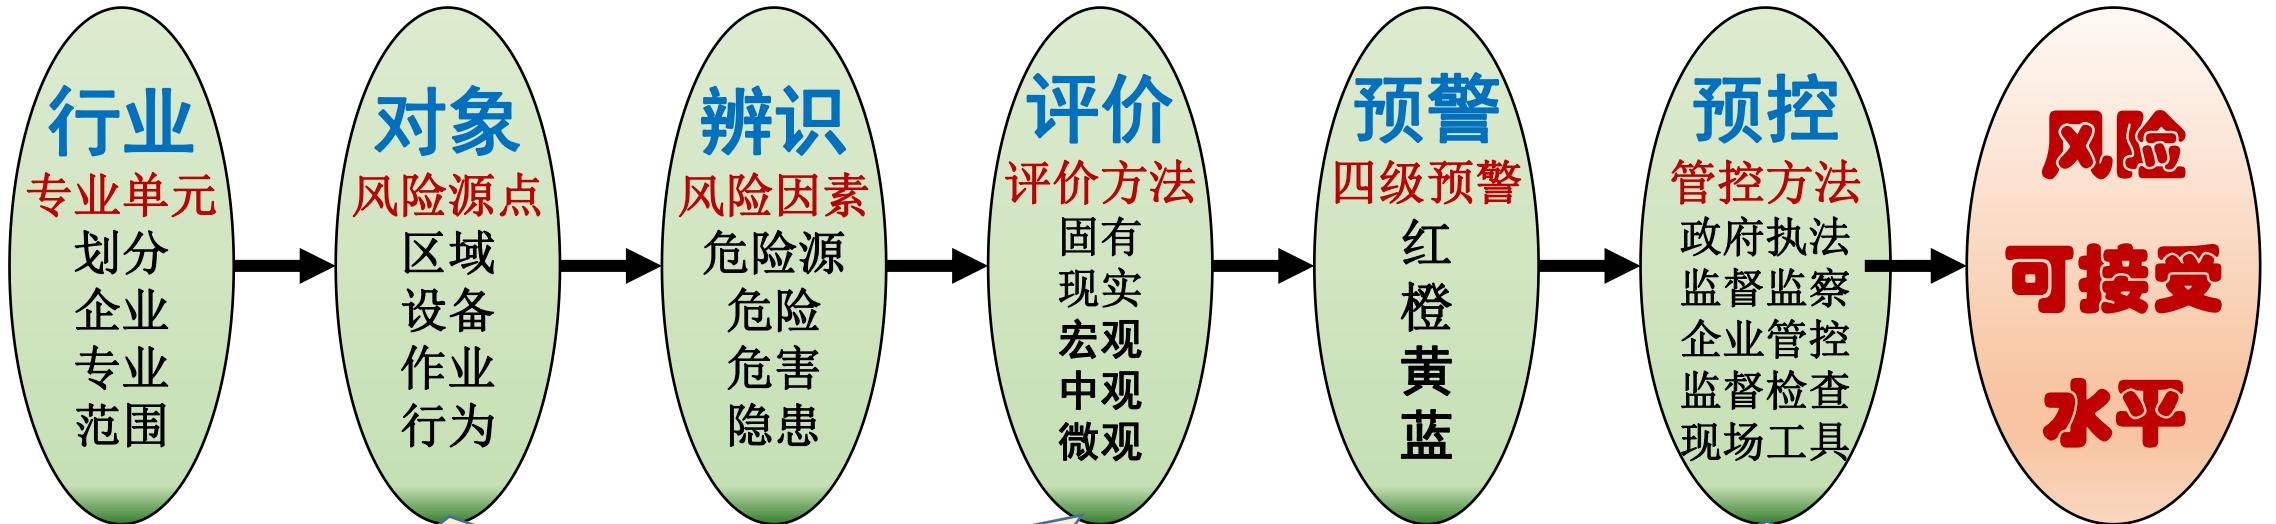 行业
专业单元
划分
企业
专业
范围
对象
风险源点
区域
设备
作业
行为
辨识
风险因素
危险源
危险
危害
隐患
评价
评价方法
固有
现实
宏观
中观
微观
预警
四级预警
红
橙
黄
蓝
预控
管控方法
政府执法
监督监察
企业管控
监督检查
现场工具
风险
可接受
水平